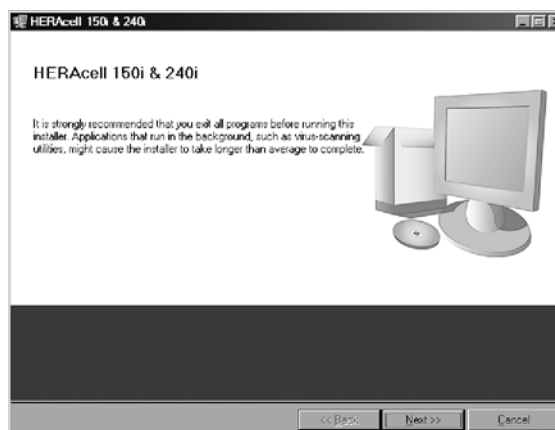 HERAcell 150i & 240i
HERAcell 150i & 240i
It is strongly recommended that you exit all programs before running this
installer. Applications that run in the background, such as virus-scanning
utilities, might cause the installer to take longer than average to complete.
<< Back Next >> Cancel